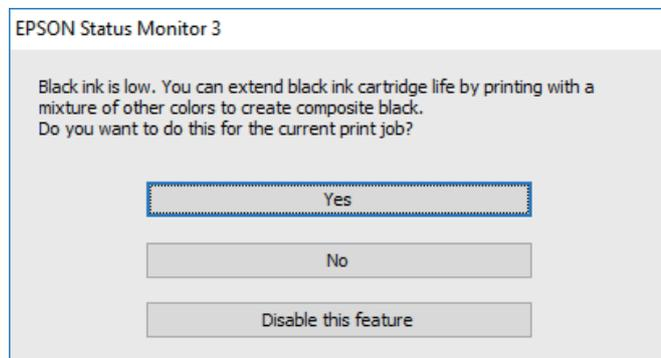 EPSON Status Monitor 3
Black ink is low. You can extend black ink cartridge life by printing with a
mixture of other colors to create composite black.
Do you want to do this for the current print job?
Yes
No
Disable this feature